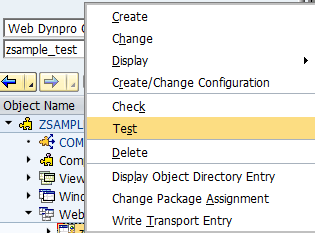 Web Dynpro
zsample_test
Object Name
ZSAMPL
COM
Com
View
Wind
Web
Create
Change
Display
Create/Change Configuration
Check
Test
Delete
Display Object Directory Entry
Change Package Assignment
Write Transport Entry